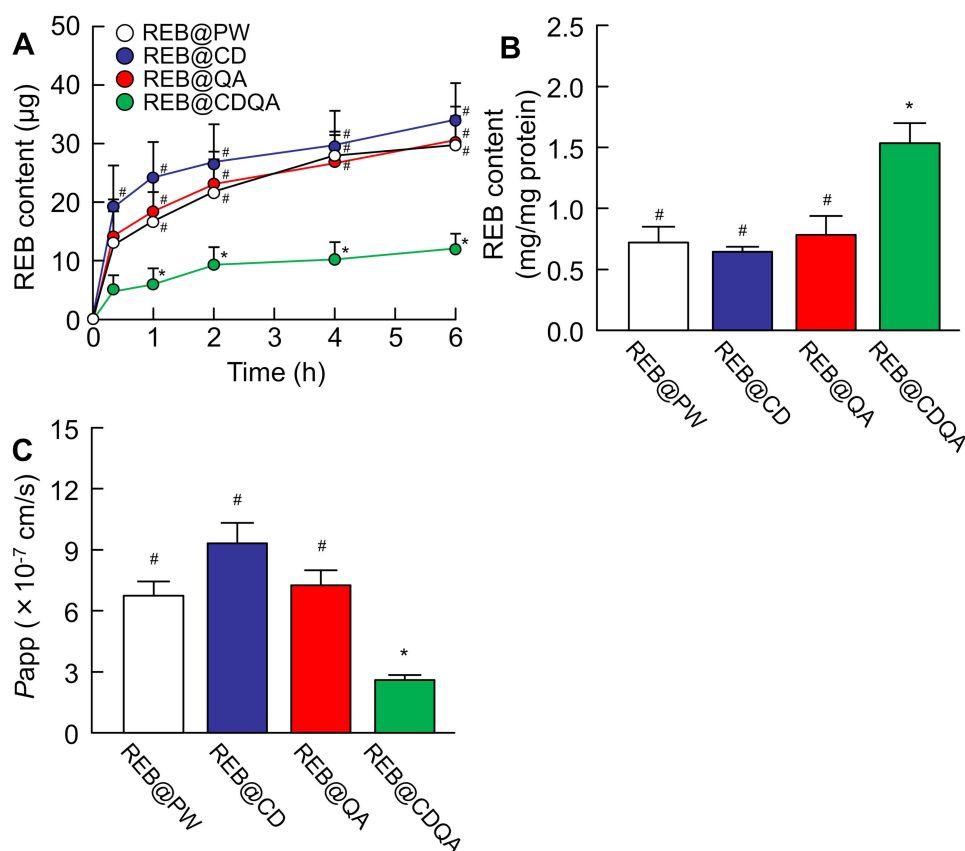 A
REB@PW
REB@CD
REB@QA
REB@CDQA
REB content (µg)
50
40
30
20
10
0
# # # # # # # # # # # # #
* * * *
0 1 2 3 4 5 6
Time (h)
B
REB content
(mg/mg protein)
2.5
2.0
1.5
1.0
0.5
0.0
# # # *
REB@PW
REB@CD
REB@QA
REB@CDQA
C
Papp ( × 10⁻⁷ cm/s)
15
12
9
6
3
0
# # # *
REB@PW
REB@CD
REB@QA
REB@CDQA